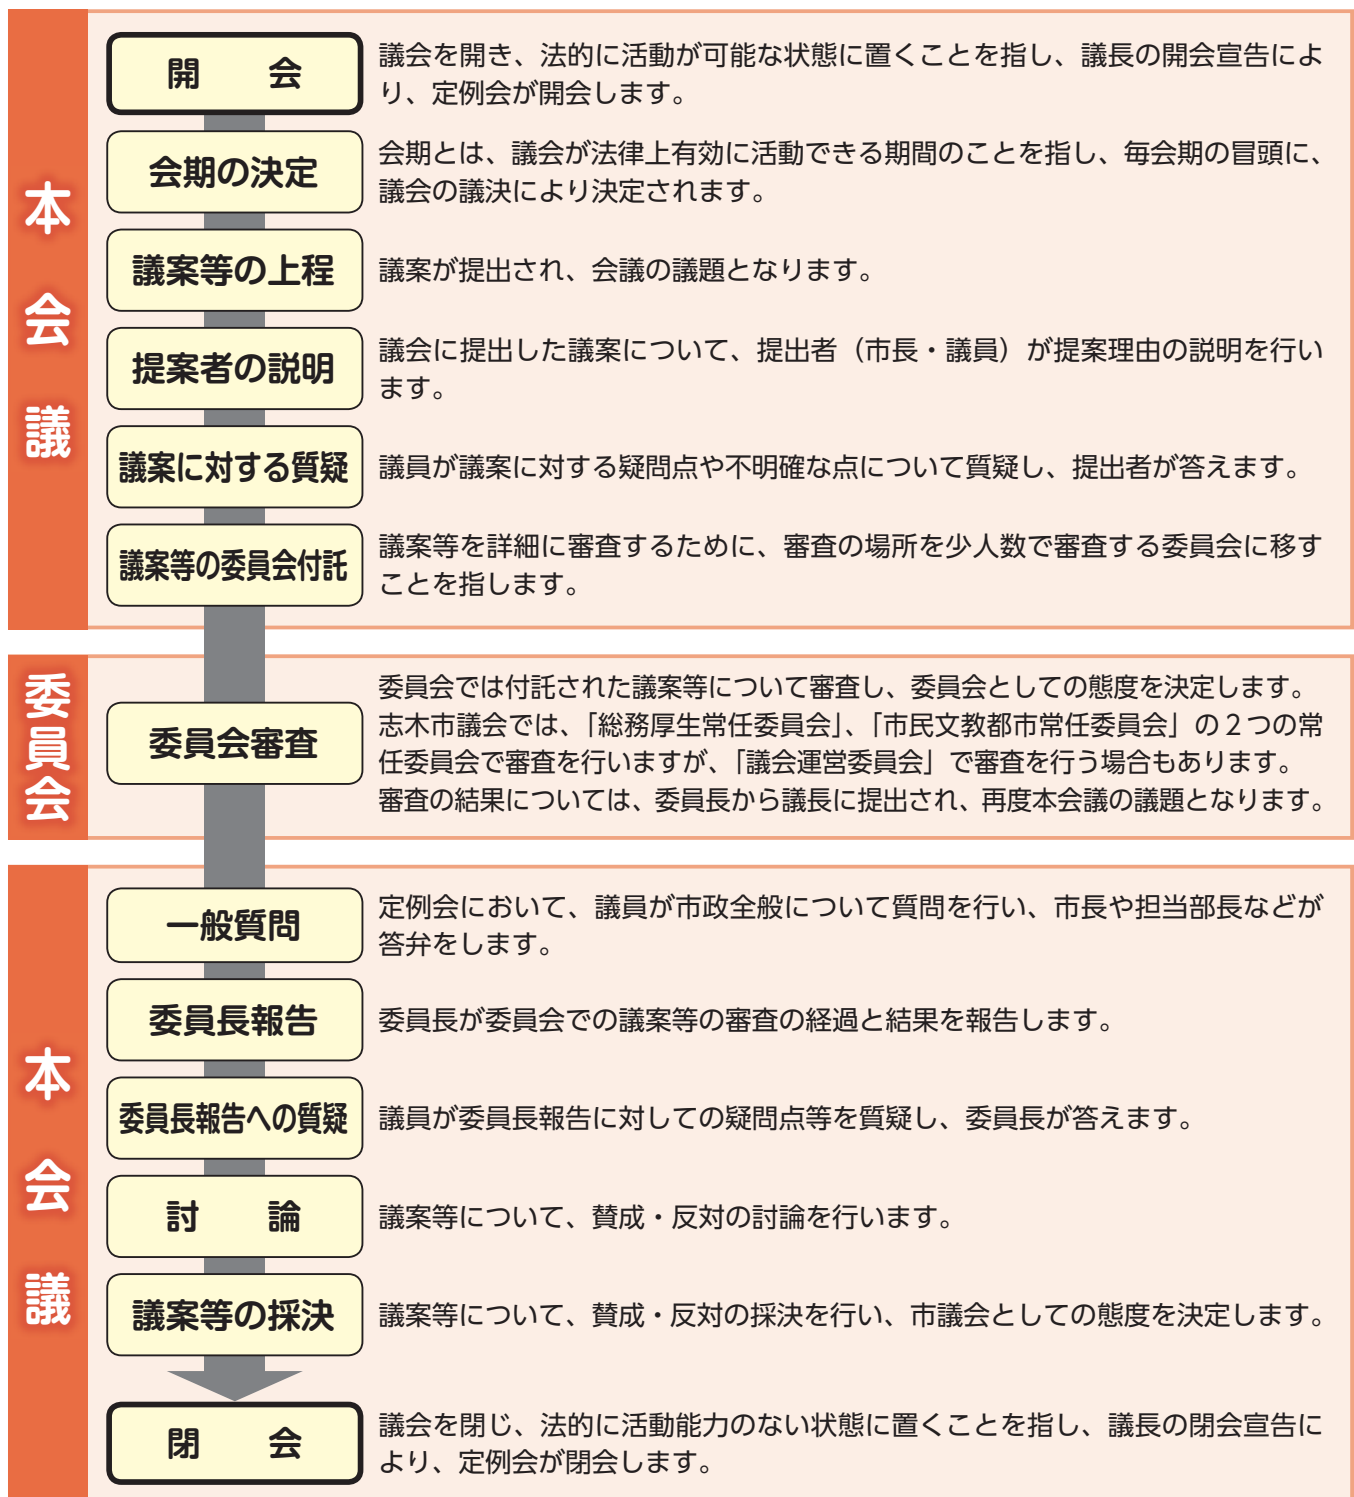 本会議
開　会
議会を開き、法的に活動が可能な状態に置くことを指し、議長の開会宣告によ
り、定例会が開会します。
会期の決定
会期とは、議会が法律上有効に活動できる期間のことを指し、毎会期の冒頭に、
議会の議決により決定されます。
議案等の上程
議案が提出され、会議の議題となります。
提案者の説明
議会に提出した議案について、提出者（市長・議員）が提案理由の説明を行い
ます。
議案に対する質疑
議員が議案に対する疑問点や不明確な点について質疑し、提出者が答えます。
議案等の委員会付託
議案等を詳細に審査するために、審査の場所を少人数で審査する委員会に移す
ことを指します。
委員会
委員会審査
委員会では付託された議案等について審査し、委員会としての態度を決定します。
志木市議会では、「総務厚生常任委員会」、「市民文教都市常任委員会」の２つの常
任委員会で審査を行いますが、「議会運営委員会」で審査を行う場合もあります。
審査の結果については、委員長から議長に提出され、再度本会議の議題となります。
本会議
一般質問
定例会において、議員が市政全般について質問を行い、市長や担当部長などが
答弁をします。
委員長報告
委員長が委員会での議案等の審査の経過と結果を報告します。
委員長報告への質疑
議員が委員長報告に対しての疑問点等を質疑し、委員長が答えます。
討　論
議案等について、賛成・反対の討論を行います。
議案等の採決
議案等について、賛成・反対の採決を行い、市議会としての態度を決定します。
閉　会
議会を閉じ、法的に活動能力のない状態に置くことを指し、議長の閉会宣告に
より、定例会が閉会します。